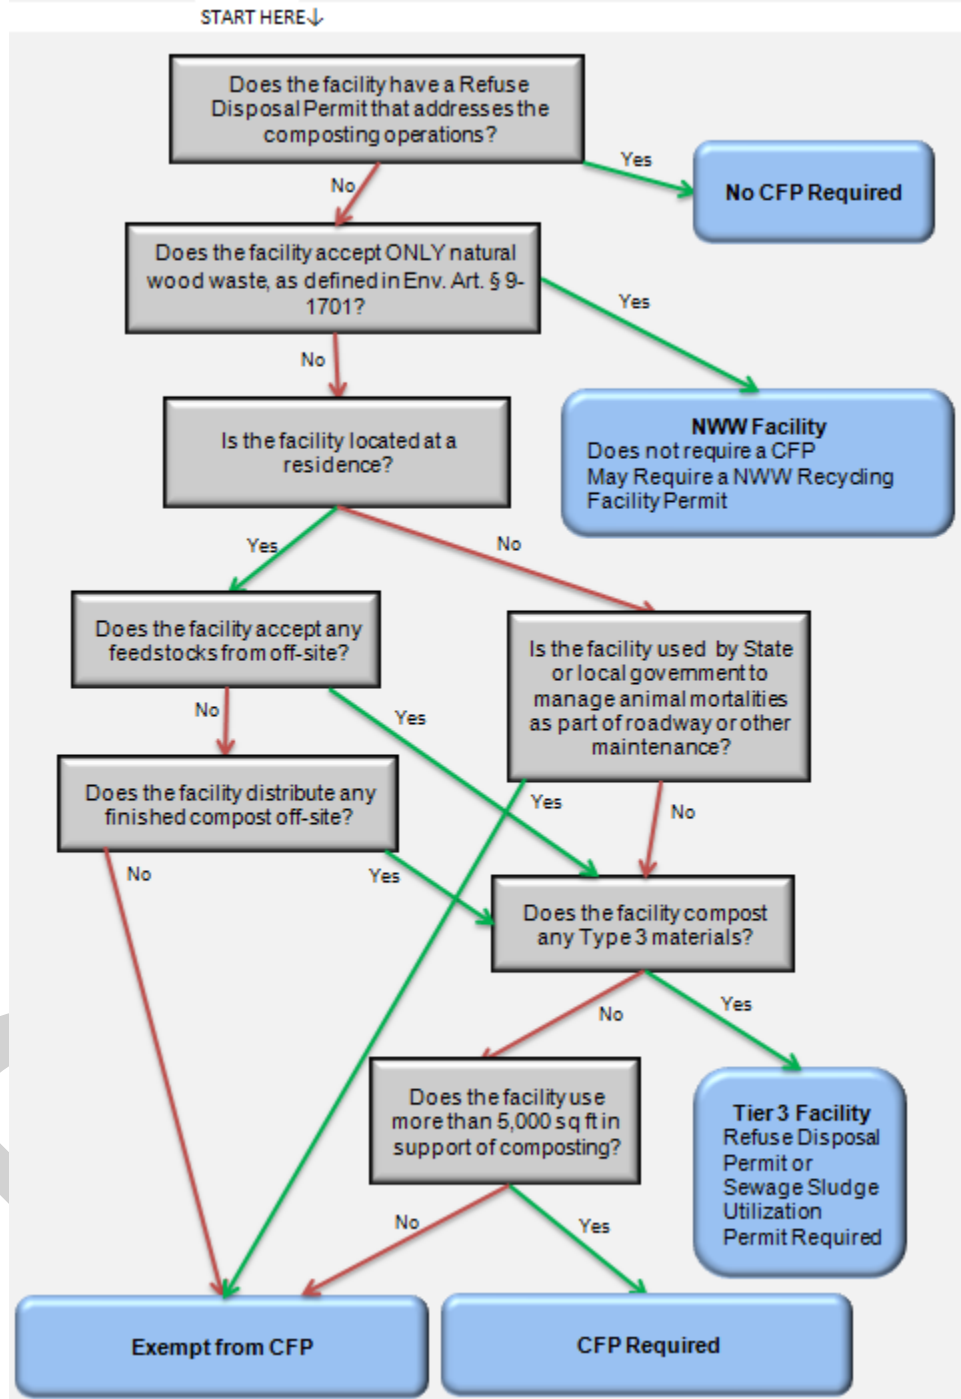 START HERE↓
Does the facility have a Refuse
Disposal Permit that addresses the
composting operations?
Yes
No CFP Required
No
Does the facility accept ONLY natural
wood waste, as defined in Env. Art. § 9-
1701?
Yes
No
NWW Facility
Does not require a CFP
May Require a NWW Recycling
Facility Permit
Is the facility located at a
residence?
Yes
No
Does the facility accept any
feedstocks from off-site?
Is the facility used by State
or local government to
manage animal mortalities
as part of roadway or other
maintenance?
No
Yes
Does the facility distribute any
finished compost off-site?
Yes
No
No
Yes
Does the facility compost
any Type 3 materials?
No
Yes
Does the facility use
more than 5,000 sq ft in
support of composting?
Tier 3 Facility
Refuse Disposal
Permit or
Sewage Sludge
Utilization
Permit Required
No
Yes
Exempt from CFP
CFP Required